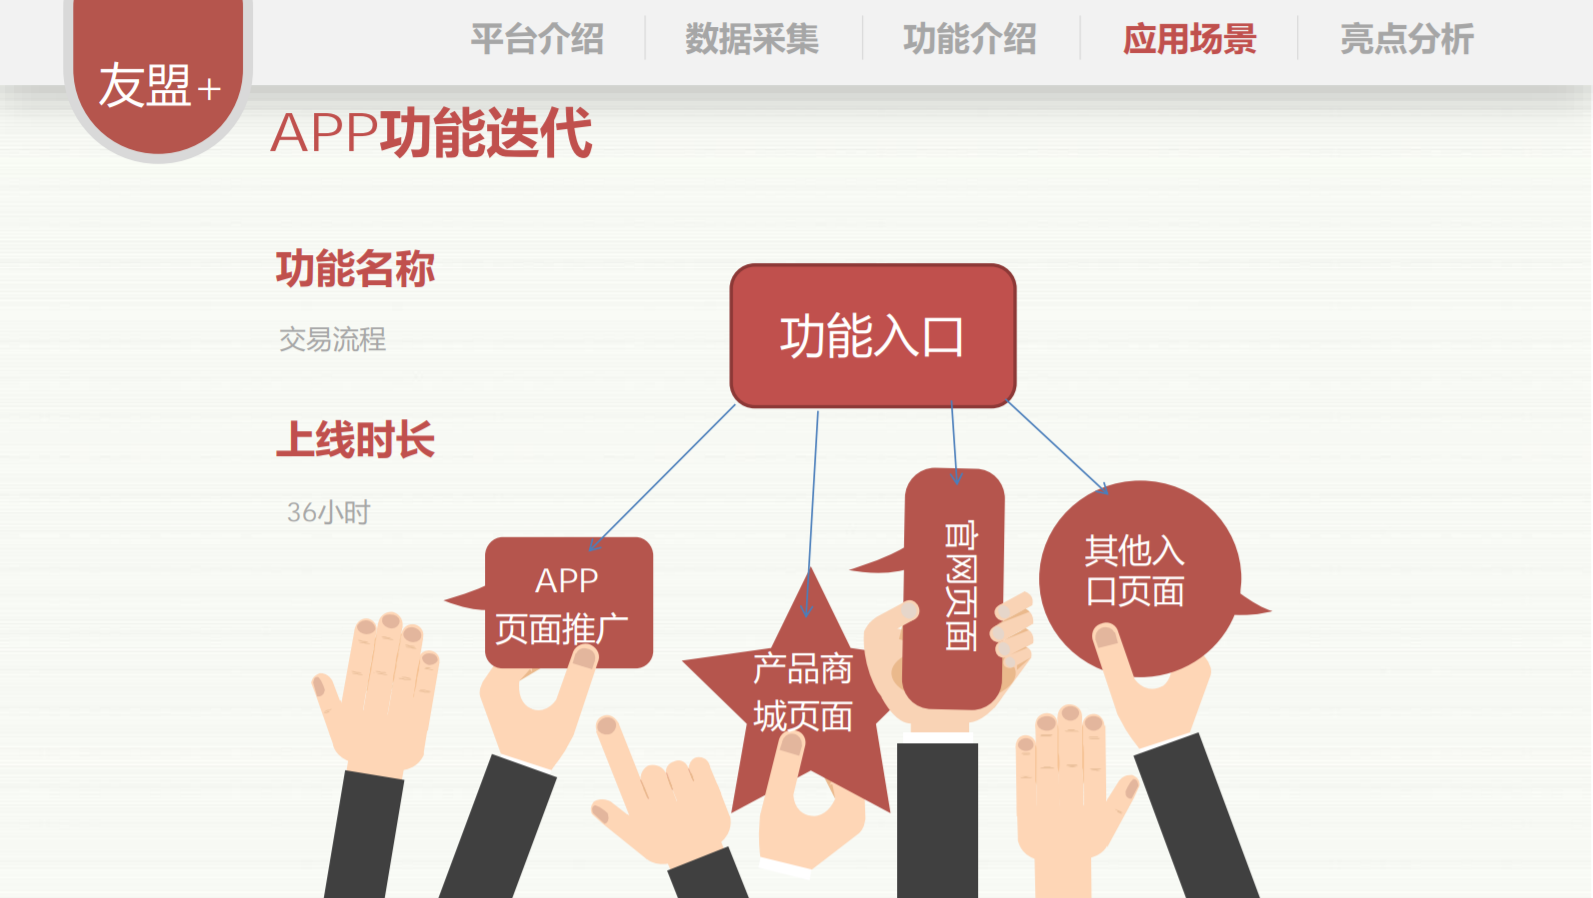 平台介绍
数据采集
功能介绍
应用场景
亮点分析
友盟+
APP功能迭代
功能名称
交易流程
上线时长
36小时
功能入口
APP
页面推广
产品商
城页面
官网页面
其他入
口页面